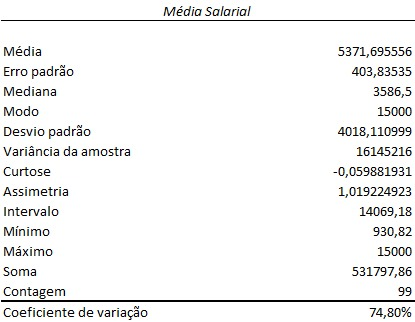 Média Salarial
Média 5371,695556
Erro padrão 403,83535
Mediana 3586,5
Modo 15000
Desvio padrão 4018,110999
Variância da amostra 16145216
Curtose -0,059881931
Assimetria 1,019224923
Intervalo 14069,18
Mínimo 930,82
Máximo 15000
Soma 531797,86
Contagem 99
Coeficiente de variação 74,80%